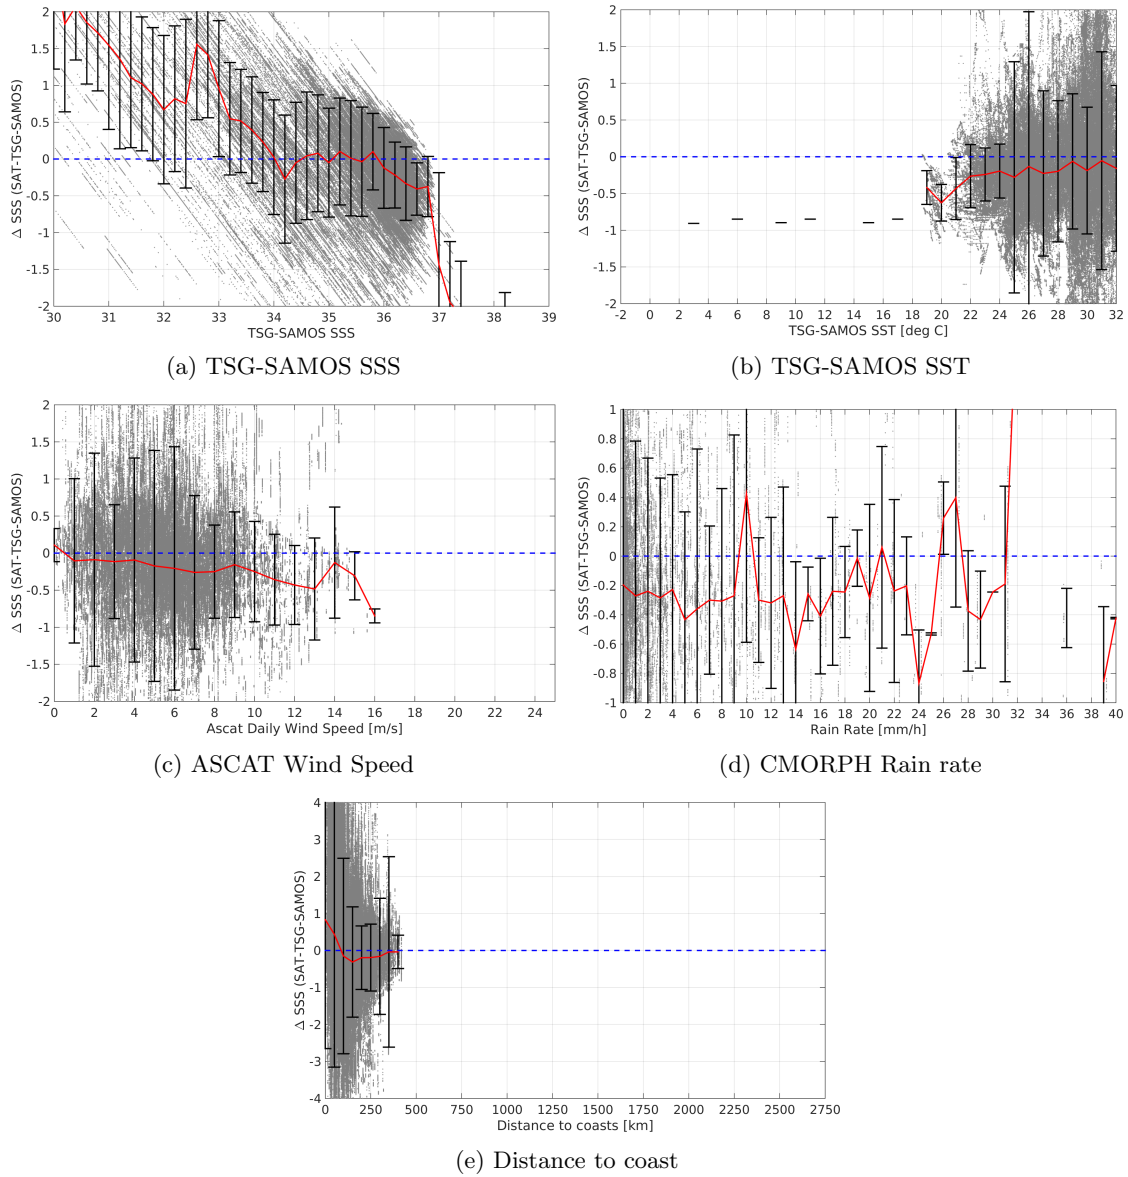 Δ SSS (SAT-TSG-SAMOS)
2
1.5
1
0.5
0
-0.5
-1
-1.5
-2
30 31 32 33 34 35 36 37 38 39
TSG-SAMOS SSS
(a) TSG-SAMOS SSS
Δ SSS (SAT-TSG-SAMOS)
2
1.5
1
0.5
0
-0.5
-1
-1.5
-2
-2 0 2 4 6 8 10 12 14 16 18 20 22 24 26 28 30 32
TSG-SAMOS SST [deg C]
(b) TSG-SAMOS SST
Δ SSS (SAT-TSG-SAMOS)
2
1.5
1
0.5
0
-0.5
-1
-1.5
-2
0 2 4 6 8 10 12 14 16 18 20 22 24
Ascat Daily Wind Speed [m/s]
(c) ASCAT Wind Speed
Δ SSS (SAT-TSG-SAMOS)
1
0.8
0.6
0.4
0.2
0
-0.2
-0.4
-0.6
-0.8
-1
0 2 4 6 8 10 12 14 16 18 20 22 24 26 28 30 32 34 36 38 40
Rain Rate [mm/h]
(d) CMORPH Rain rate
Δ SSS (SAT-TSG-SAMOS)
4
3
2
1
0
-1
-2
-3
-4
0 250 500 750 1000 1250 1500 1750 2000 2250 2500 2750
Distance to coasts [km]
(e) Distance to coast